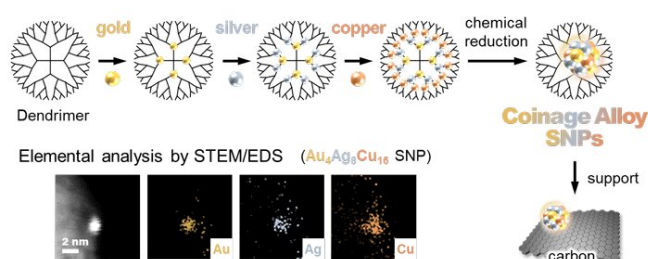 gold
silver
copper
chemical
reduction
Dendrimer
Coinage Alloy
SNPs
Elemental analysis by STEM/EDS (Au₄Ag₈Cu₁₆ SNP)
support
2 nm
Au
Ag
Cu
carbon